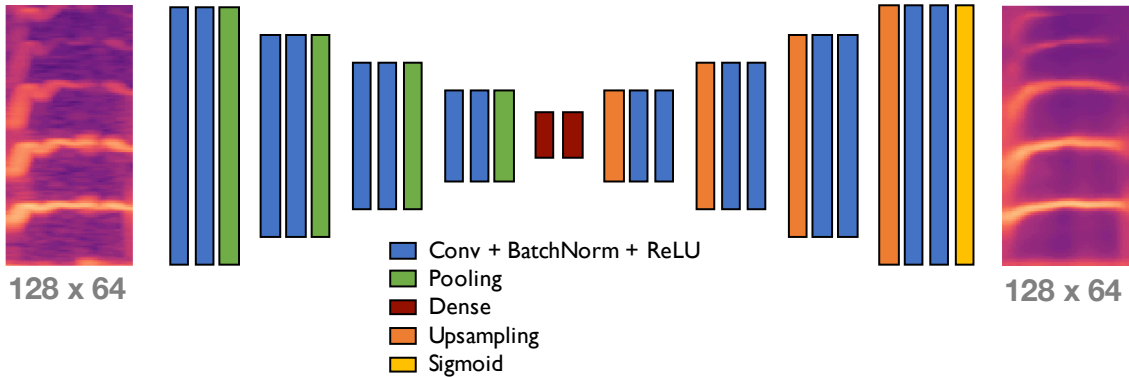 128 x 64
Conv + BatchNorm + ReLU
Pooling
Dense
Upsampling
Sigmoid
128 x 64